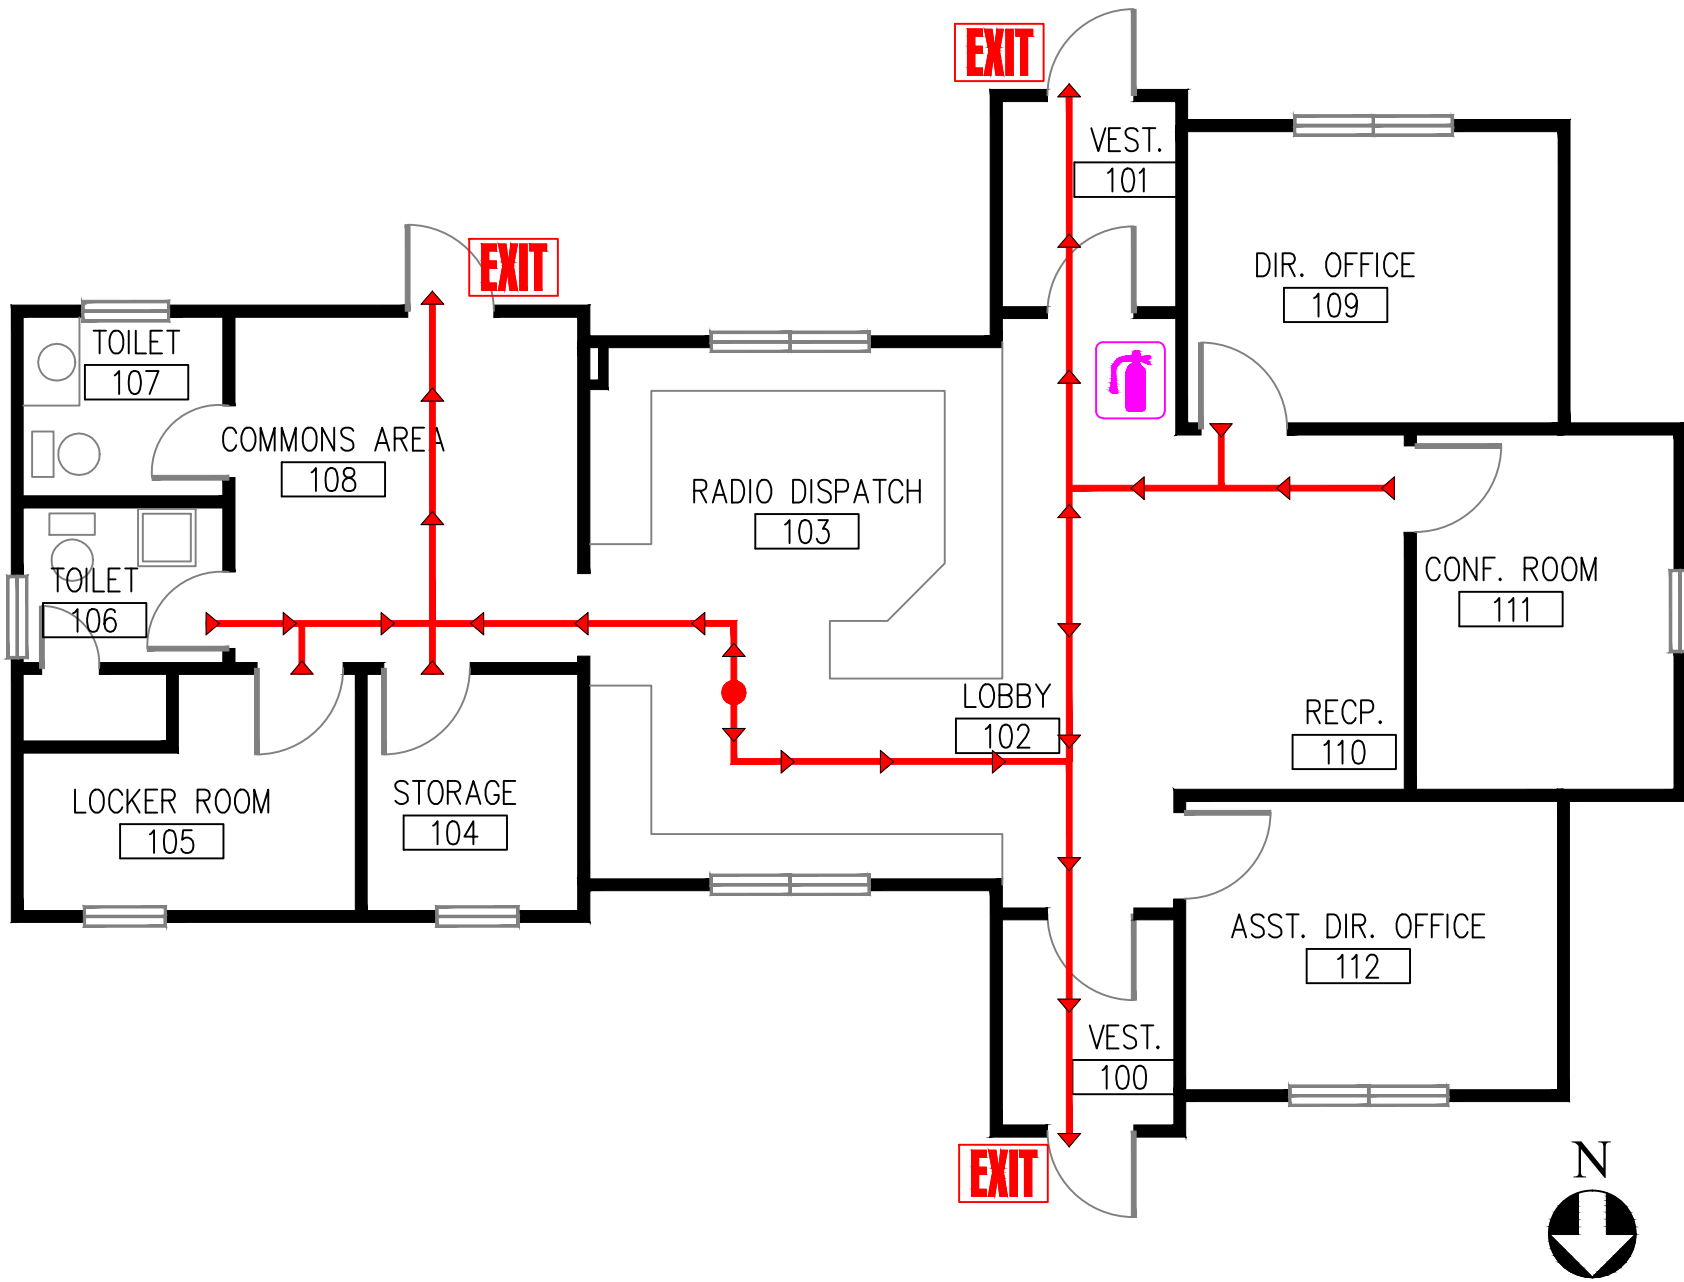 EXIT
VEST.
101
EXIT
DIR. OFFICE
109
TOILET
107
COMMONS AREA
108
RADIO DISPATCH
103
TOILET
106
CONF. ROOM
111
LOBBY
102
RECP.
110
LOCKER ROOM
105
STORAGE
104
ASST. DIR. OFFICE
112
VEST.
100
EXIT
N